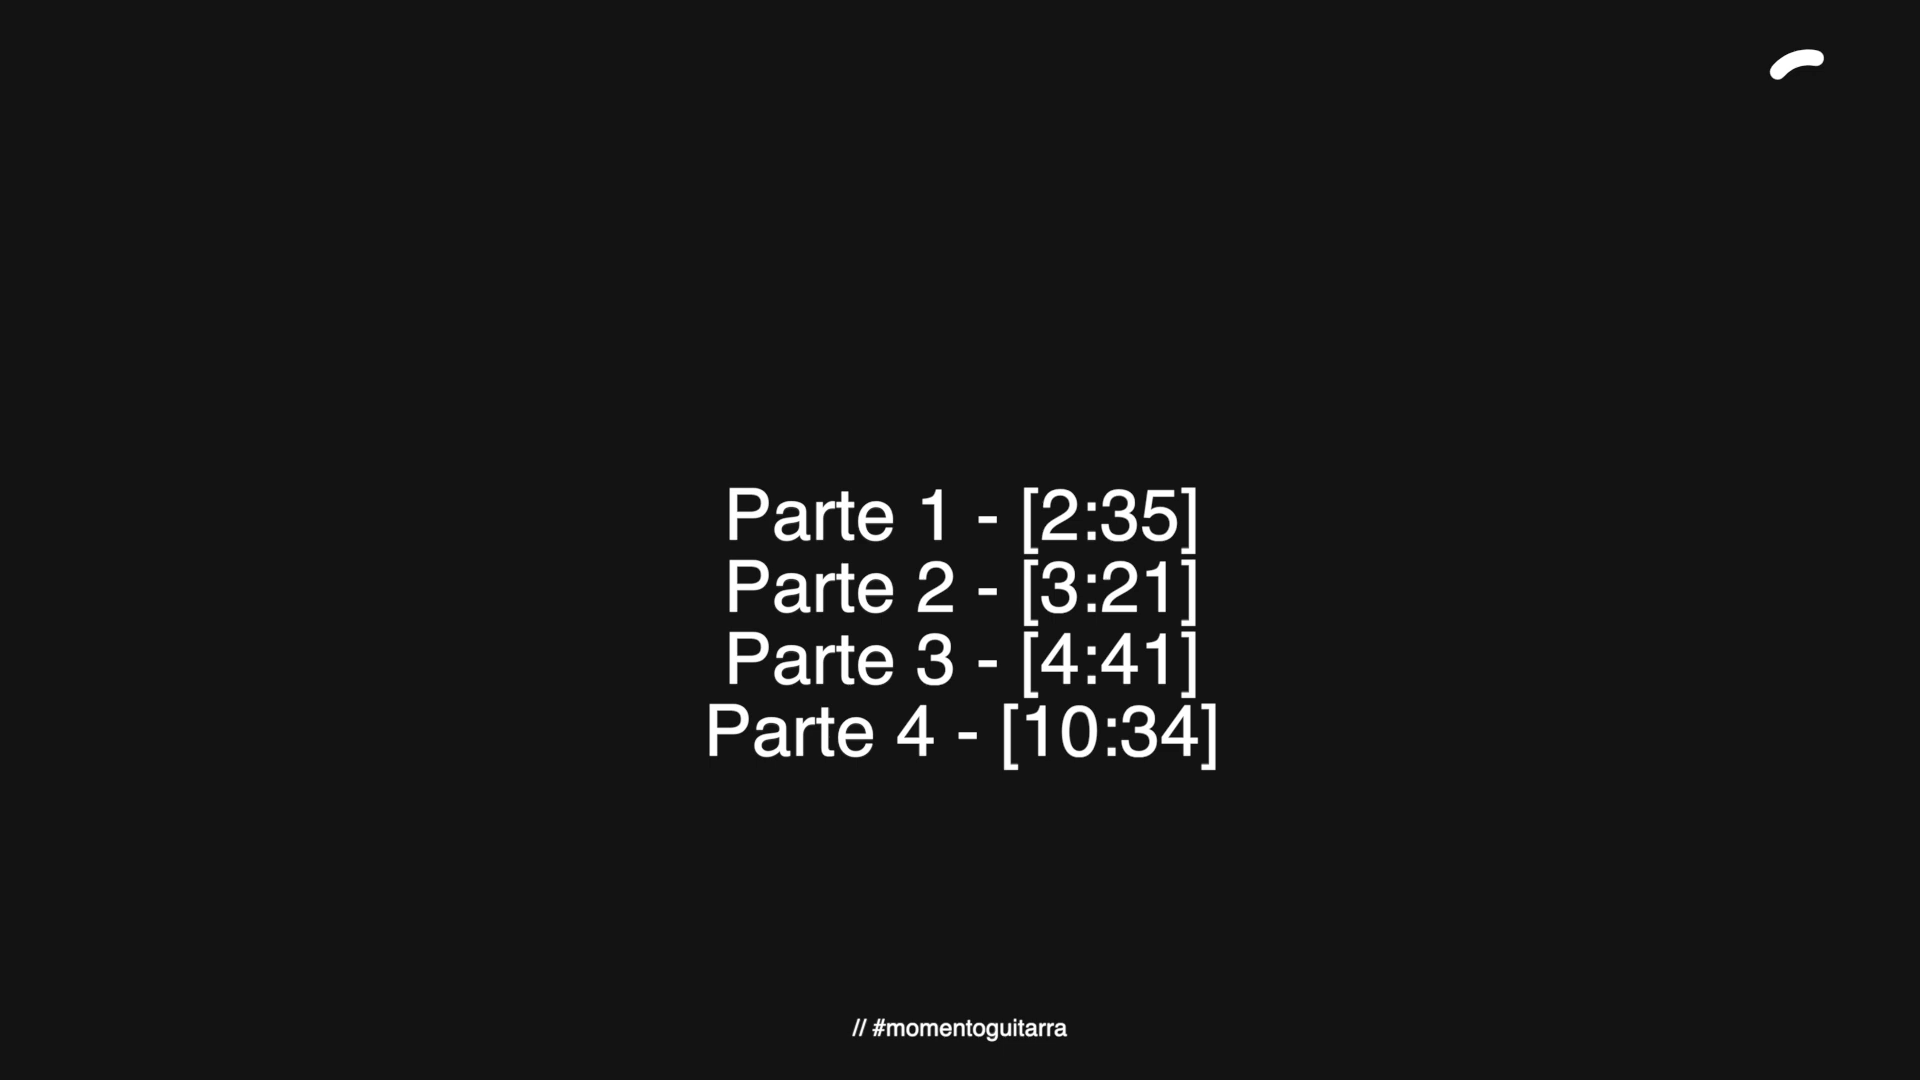 Parte 1 - [2:35]
Parte 2 - [3:21]
Parte 3 - [4:41]
Parte 4 - [10:34]
// #momentoguitarra